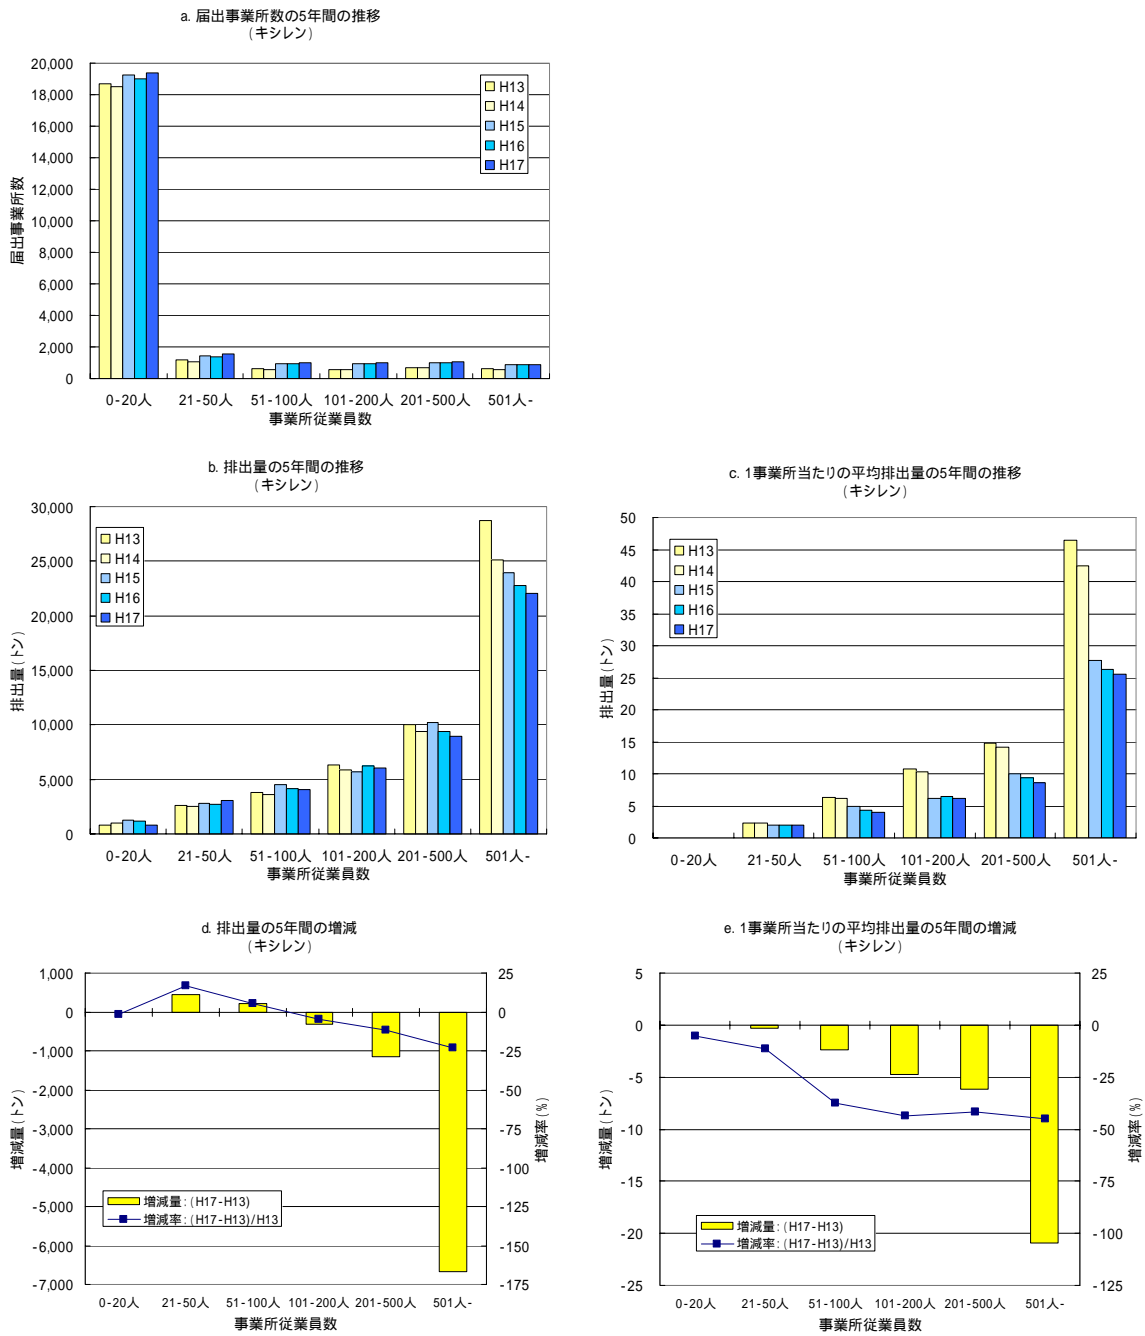 a. 届出事業所数の5年間の推移
(キシレン)
20,000
18,000
16,000
14,000
12,000
10,000
8,000
6,000
4,000
2,000
0
届出事業所数
H13
H14
H15
H16
H17
0-20人 21-50人 51-100人 101-200人 201-500人 501人-
事業所従業員数
b. 排出量の5年間の推移
(キシレン)
30,000
25,000
20,000
15,000
10,000
5,000
0
排出量(トン)
H13
H14
H15
H16
H17
0-20人 21-50人 51-100人 101-200人 201-500人 501人-
事業所従業員数
c. 1事業所当たりの平均排出量の5年間の推移
(キシレン)
50
45
40
35
30
25
20
15
10
5
0
排出量(トン)
H13
H14
H15
H16
H17
0-20人 21-50人 51-100人 101-200人 201-500人 501人-
事業所従業員数
d. 排出量の5年間の増減
(キシレン)
1,000
0
-1,000
-2,000
-3,000
-4,000
-5,000
-6,000
-7,000
増減量(トン)
25
0
-25
-50
-75
-100
-125
-150
-175
増減率(%)
増減量:(H17-H13)
増減率:(H17-H13)/H13
0-20人 21-50人 51-100人 101-200人 201-500人 501人-
事業所従業員数
e. 1事業所当たりの平均排出量の5年間の増減
(キシレン)
5
0
-5
-10
-15
-20
-25
増減量(トン)
25
0
-25
-50
-75
-100
-125
増減率(%)
増減量:(H17-H13)
増減率:(H17-H13)/H13
0-20人 21-50人 51-100人 101-200人 201-500人 501人-
事業所従業員数